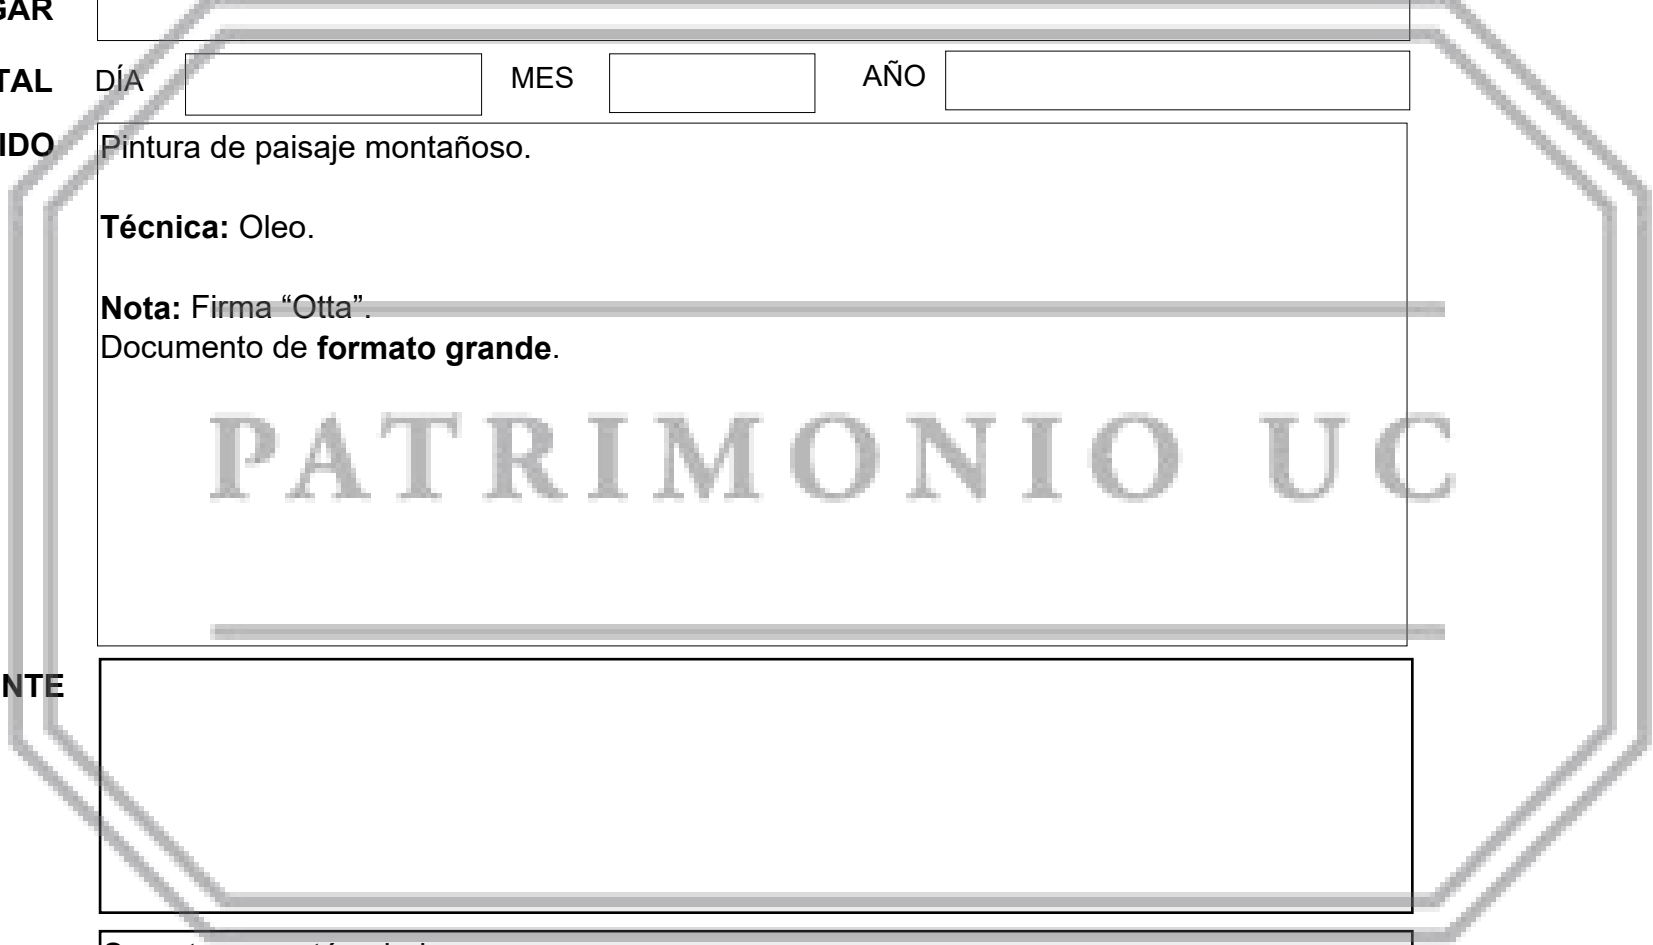 GAR
TAL DÍA MES AÑO
IDO Pintura de paisaje montañoso.
Técnica: Oleo.
Nota: Firma “Otta”.
Documento de formato grande.
PATRIMONIO UC
NTE